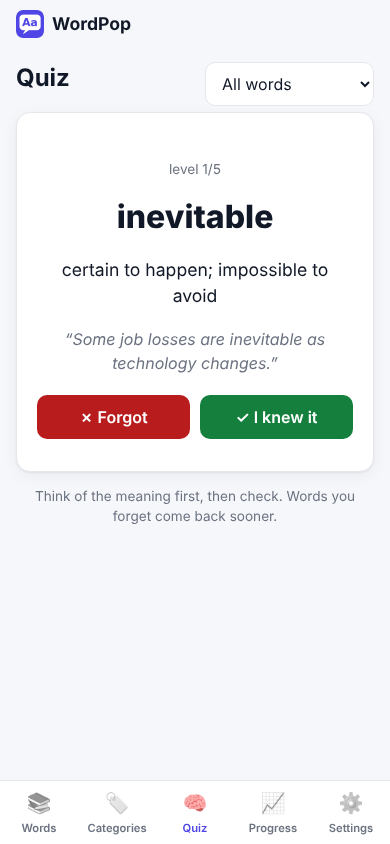 Aa WordPop
Quiz
All words
level 1/5
inevitable
certain to happen; impossible to
avoid
“Some job losses are inevitable as
technology changes.”
× Forgot
✓ I knew it
Think of the meaning first, then check. Words you
forget come back sooner.
Words
Categories
Quiz
Progress
Settings